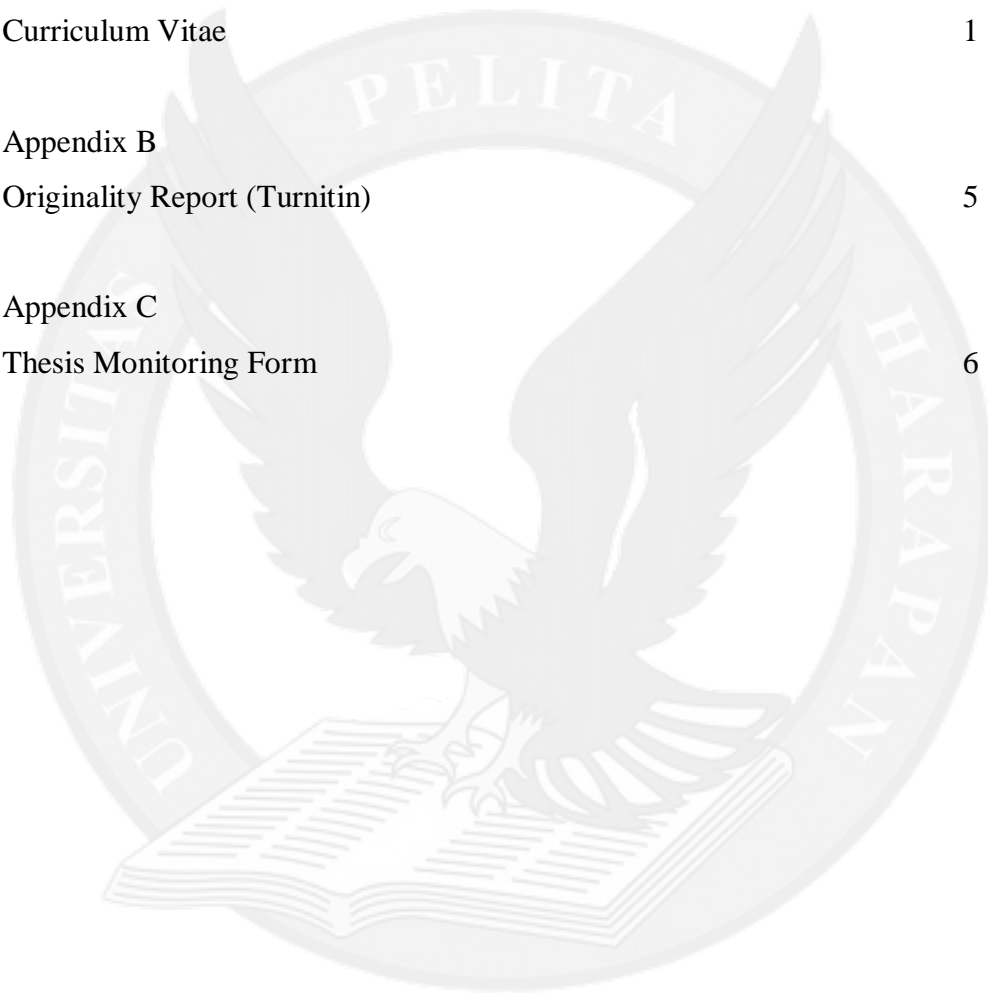 Curriculum Vitae 1
Appendix B
Originality Report (Turnitin) 5
Appendix C
Thesis Monitoring Form 6
UNIVERSITAS PELITA HARAPAN